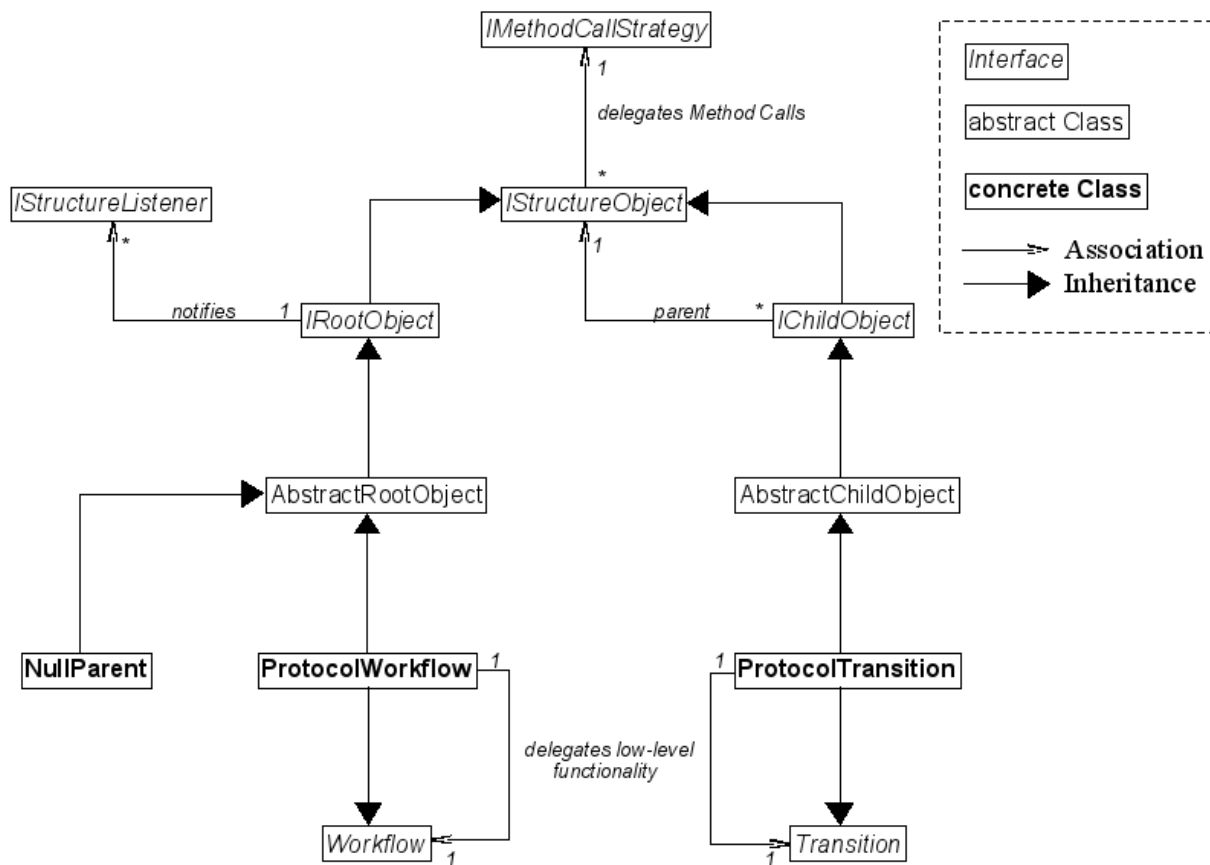 IMethodCallStrategy
1
delegates Method Calls
*
IStructureListener
IStructureObject
*
1
notifies
1
IRootObject
parent
*
IChildObject
AbstractRootObject
AbstractChildObject
NullParent
ProtocolWorkflow
1
1
ProtocolTransition
delegates low-level
functionality
Workflow
1
1
Transition
Interface
abstract Class
concrete Class
Association
Inheritance